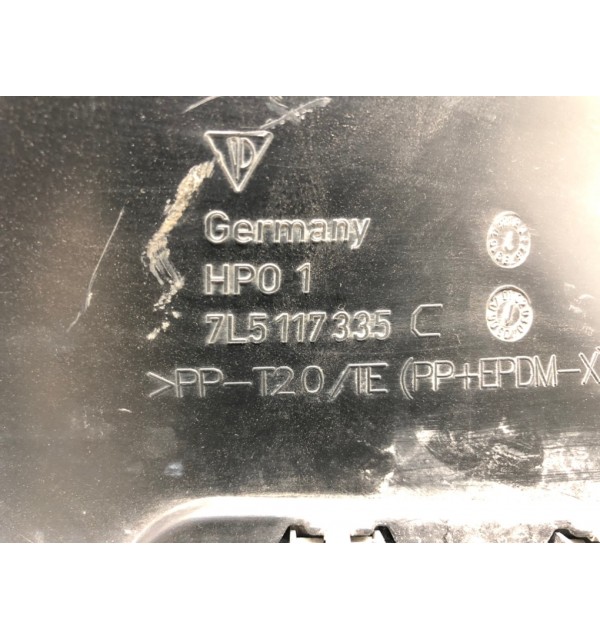 Germany
HPO 1
7L5 117 335 C
>PP-T20/TE (PP+EPDM-X)